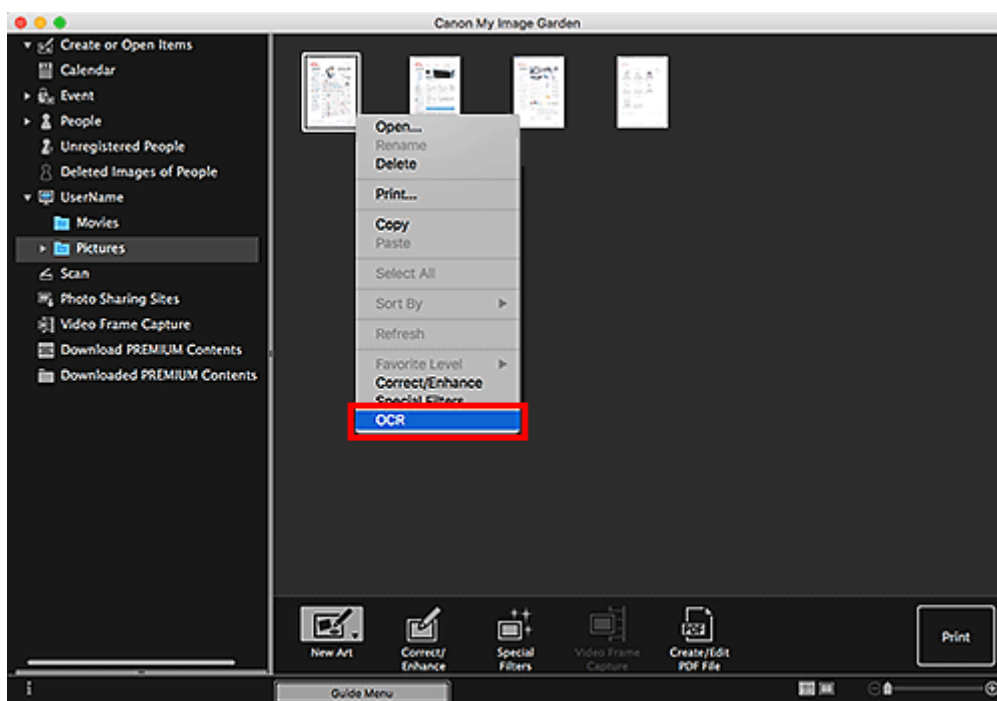 Canon My Image Garden
Create or Open Items
Calendar
Event
People
Unregistered People
Deleted Images of People
UserName
Movies
Pictures
Scan
Photo Sharing Sites
Video Frame Capture
Download PREMIUM Contents
Downloaded PREMIUM Contents
Open...
Rename
Delete
Print...
Copy
Paste
Select All
Sort By
Refresh
Favorite Level
Correct/Enhance
Special Filters
OCR
New Art
Correct/
Enhance
Special
Filters
Video Frame
Capture
PDF
Create/Edit
PDF File
Print
Guide Menu